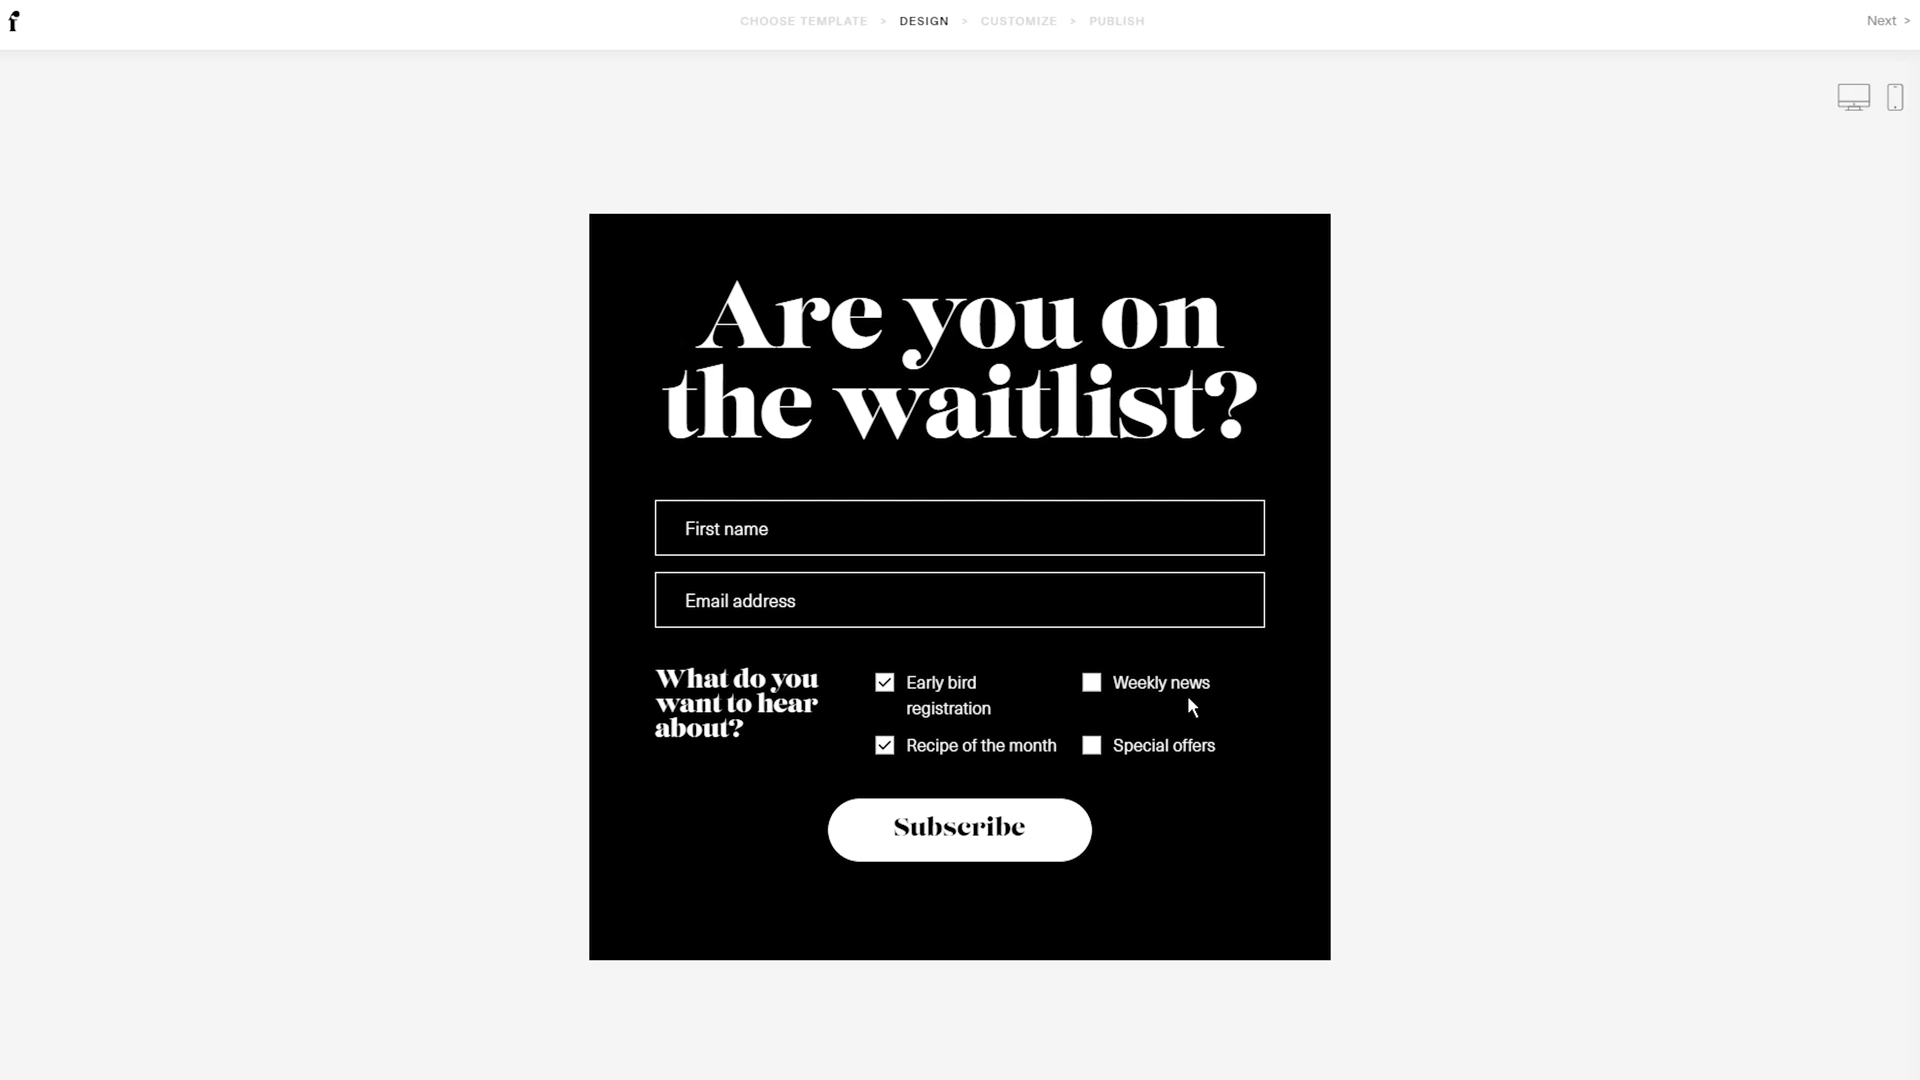 f
CHOOSE TEMPLATE > DESIGN > CUSTOMIZE > PUBLISH
Next >
Are you on
the waitlist?
First name
Email address
What do you
want to hear
about?
Early bird
registration
Weekly news
Recipe of the month
Special offers
Subscribe